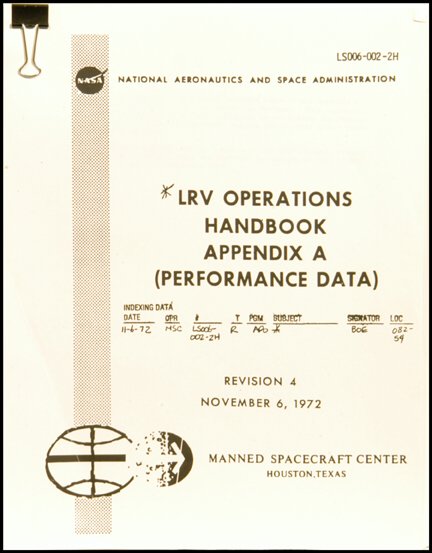 LS006-002-2H
NASA
NATIONAL AERONAUTICS AND SPACE ADMINISTRATION
* LRV OPERATIONS
HANDBOOK
APPENDIX A
(PERFORMANCE DATA)
INDEXING DATA
DATE OPR # T PGM SUBJECT SIGNATOR LOC
11-6-72 MSC LS006-002-2H R APO * BOE 082-59
REVISION 4
NOVEMBER 6, 1972
MANNED SPACECRAFT CENTER
HOUSTON, TEXAS